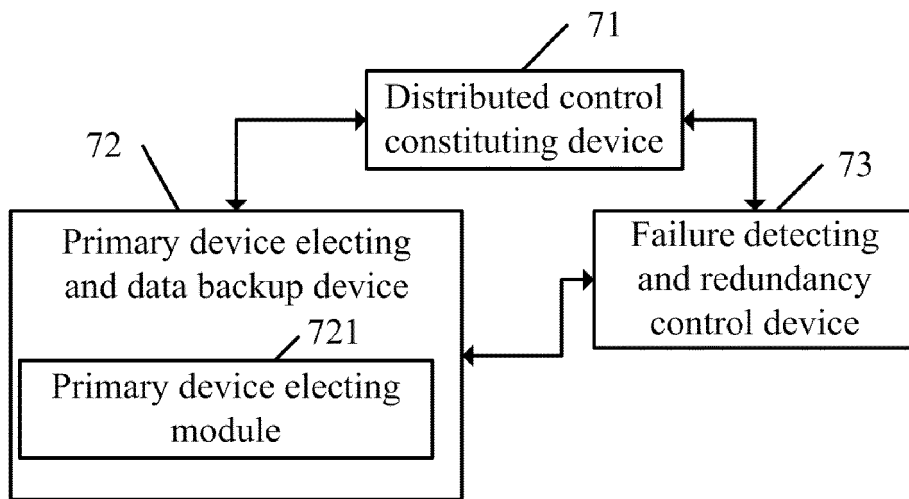 71
Distributed control
constituting device
72
73
Primary device electing
and data backup device
Failure detecting
and redundancy
control device
721
Primary device electing
module